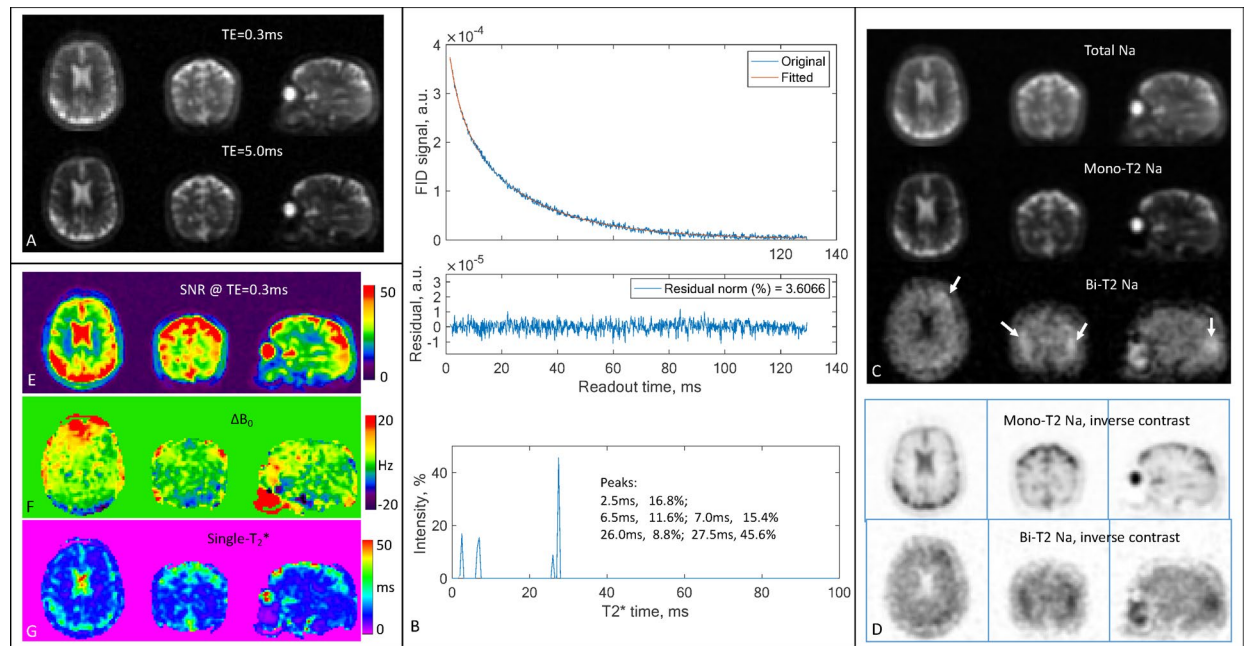 TE=0.3ms
TE=5.0ms
A
SNR @ TE=0.3ms
50
0
E
ΔB₀
20
Hz
-20
F
Single-T₂*
50
ms
0
G
×10⁻⁴
4
3
2
1
0
FID signal, a.u.
Original
Fitted
120 140
×10⁻⁵
3
2
1
0
-1
Residual, a.u.
Residual norm (%) = 3.6066
0 20 40 60 80 100 120 140
Readout time, ms
40
20
0
Intensity, %
Peaks:
2.5ms, 16.8%;
6.5ms, 11.6%; 7.0ms, 15.4%
26.0ms, 8.8%; 27.5ms, 45.6%
0 20 40 60 80 100
T2* time, ms
B
Total Na
Mono-T2 Na
Bi-T2 Na
C
Mono-T2 Na, inverse contrast
Bi-T2 Na, inverse contrast
D